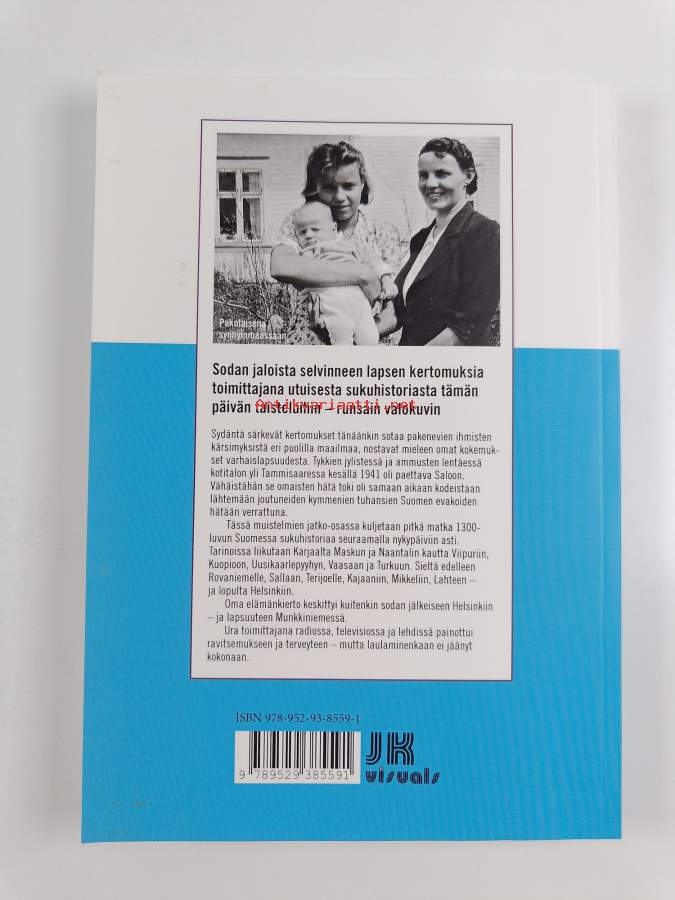 Pakolaisena
synnyinmaassaan
Sodan jaloista selvinneen lapsen kertomuksia
toimittajana utuisesta sukuhistoriasta tämän
päivän taisteluihin – runsain valokuvin
Antikvariaatti.net
Sydäntä särkevät kertomukset tänäänkin sotaa pakenevien ihmisten
kärsimyksistä eri puolilla maailmaa, nostavat mieleen omat kokemuk-
set varhaislapsuudesta. Tykkien jylistessä ja ammusten lentäessä
kotitalon yli Tammisaaressa kesällä 1941 oli paettava Saloon.
Vähäistähän se omaisten hätä toki oli samaan aikaan kodeistaan
lähtemään joutuneiden kymmenien tuhansien Suomen evakoiden
hätään verrattuna.
Tässä muistelmien jatko-osassa kuljetaan pitkä matka 1300-
luvun Suomessa sukuhistoriaa seuraamalla nykypäiviin asti.
Tarinoissa liikutaan Karjaalta Maskun ja Naantalin kautta Viipuriin,
Kuopioon, Uusikaarlepyyhyn, Vaasaan ja Turkuun. Sieltä edelleen
Rovaniemelle, Sallaan, Terijoelle, Kajaaniin, Mikkeliin, Lahteen –
ja lopulta Helsinkiin.
Oma elämänkierto keskittyi kuitenkin sodan jälkeiseen Helsinkiin
– ja lapsuuteen Munkkiniemessä.
Ura toimittajana radiossa, televisiossa ja lehdissä painottui
ravitsemukseen ja terveyteen – mutta laulaminenkaan ei jäänyt
kokonaan.
ISBN 978-952-93-8559-1
9 789529 385591
JK
visuals